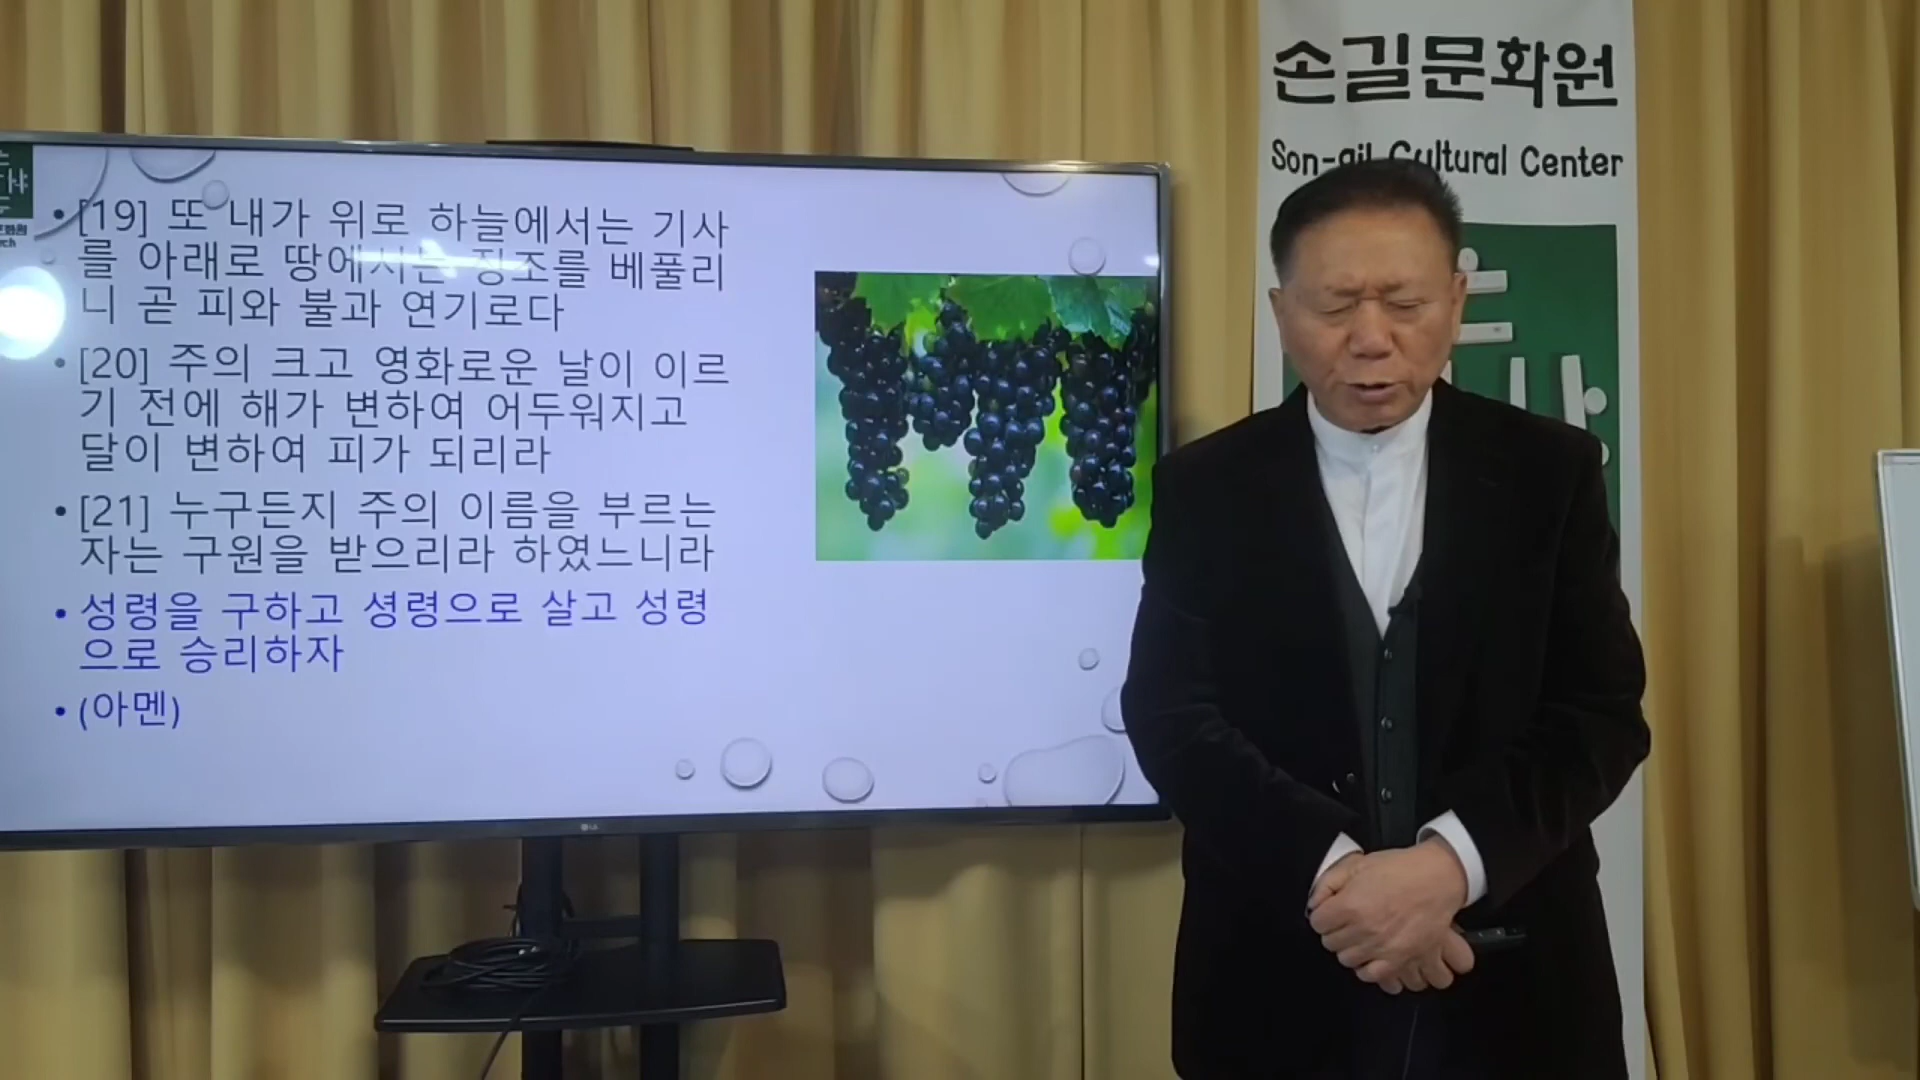 손길문화원
Son-gil Cultural Center
• [19] 또 내가 위로 하늘에서는 기사
를 아래로 땅에서는 징조를 베풀리
니 곧 피와 불과 연기로다
• [20] 주의 크고 영화로운 날이 이르
기 전에 해가 변하여 어두워지고
달이 변하여 피가 되리라
• [21] 누구든지 주의 이름을 부르는
자는 구원을 받으리라 하였느니라
• 성령을 구하고 셩령으로 살고 성령
으로 승리하자
• (아멘)
LG